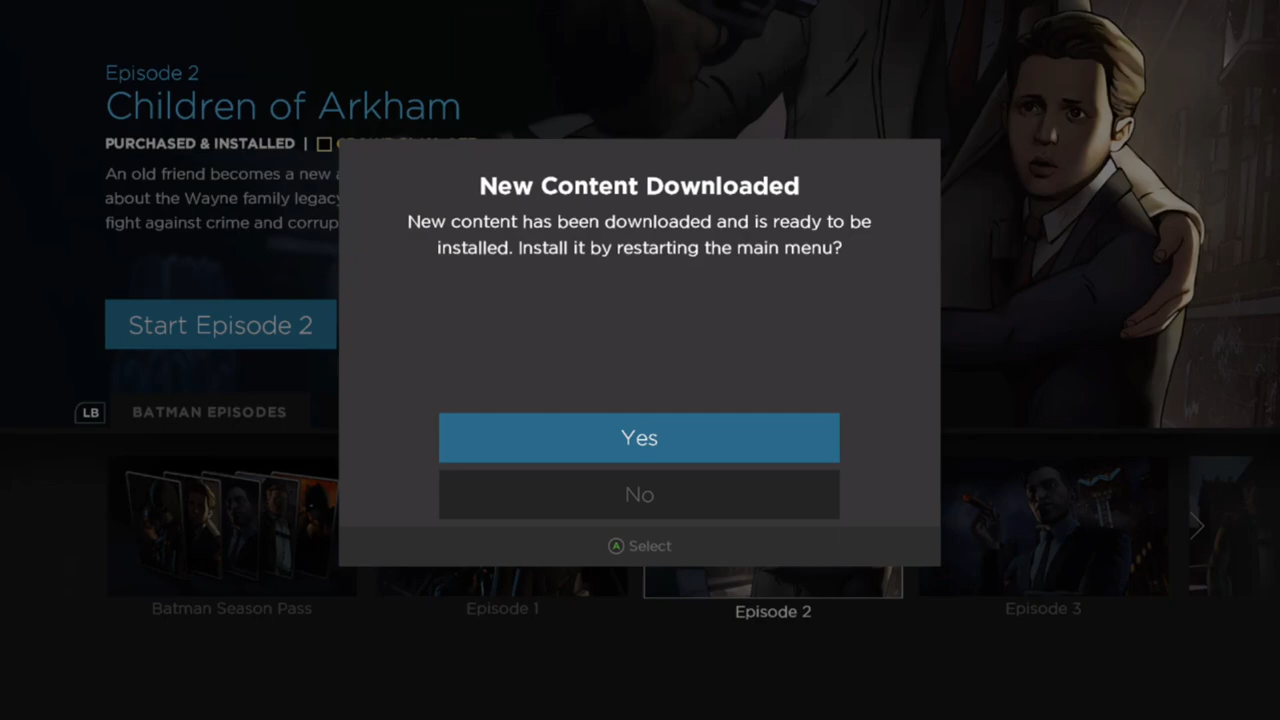 Episode 2
Children of Arkham
PURCHASED & INSTALLED |
An old friend becomes a new
about the Wayne family legacy
fight against crime and corrup
New Content Downloaded
New content has been downloaded and is ready to be
installed. Install it by restarting the main menu?
Start Episode 2
LB BATMAN EPISODES
Yes
No
A Select
Batman Season Pass
Episode 1
Episode 2
Episode 3